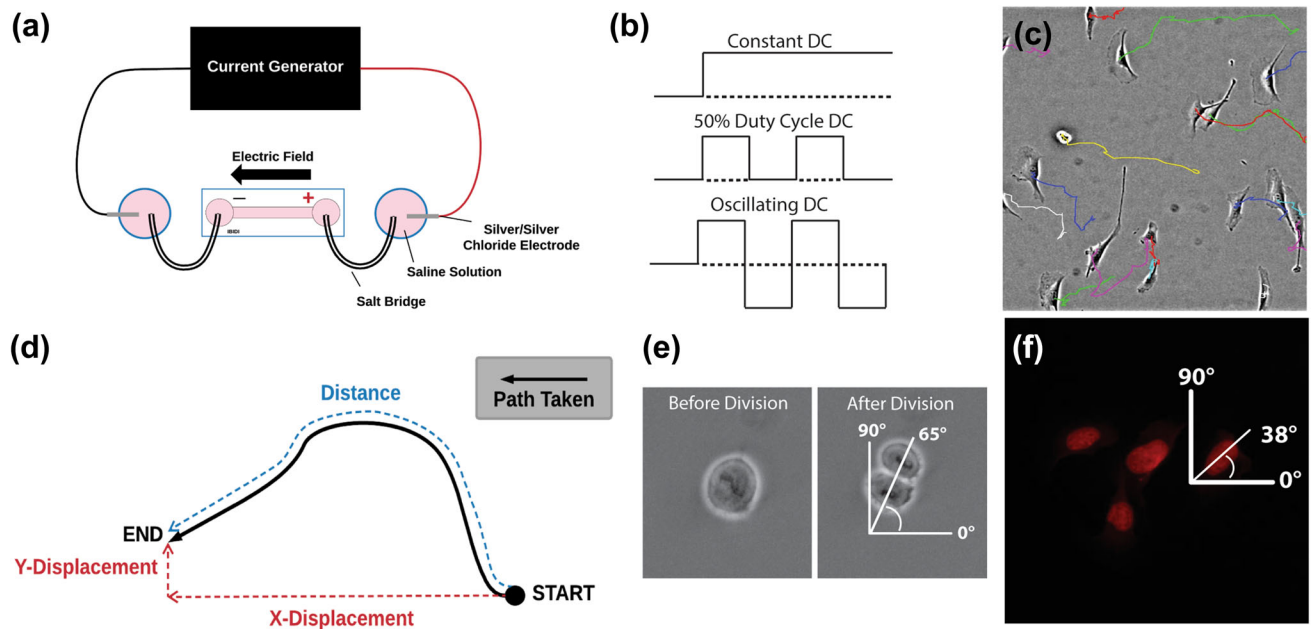 (a)
Current Generator
Electric Field
−
+
IBIDI
Silver/Silver
Chloride Electrode
Saline Solution
Salt Bridge
(b)
Constant DC
50% Duty Cycle DC
Oscillating DC
(c)
(d)
Distance
Path Taken
END
Y-Displacement
START
X-Displacement
(e)
Before Division
After Division
90°
65°
0°
(f)
90°
38°
0°